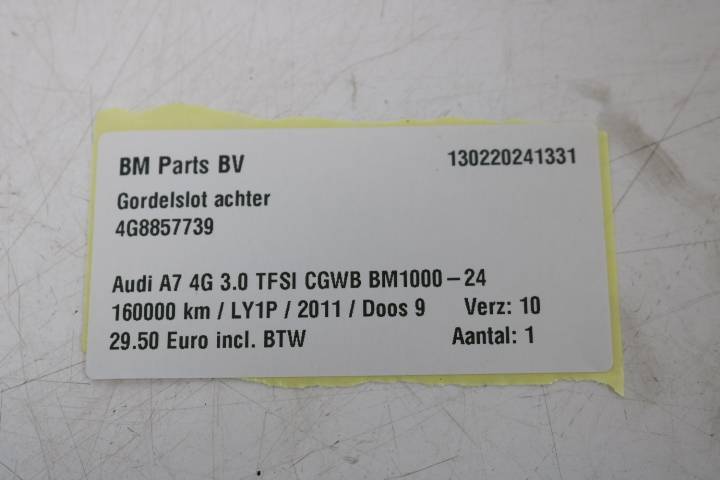 BM Parts BV 130220241331
Gordelslot achter
4G8857739
Audi A7 4G 3.0 TFSI CGWB BM1000-24
160000 km / LY1P / 2011 / Doos 9 Verz: 10
29.50 Euro incl. BTW Aantal: 1